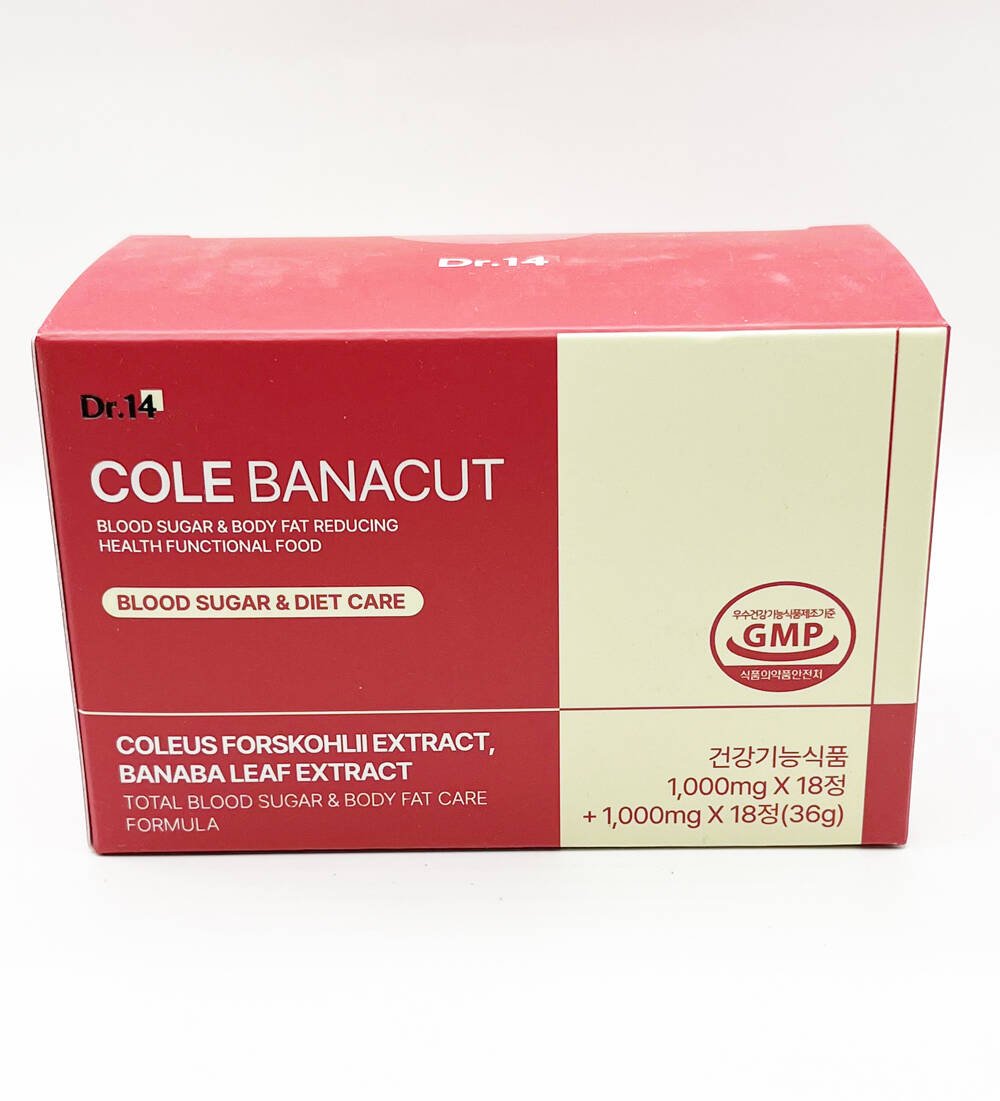 Dr.14
Dr.14
COLE BANACUT
BLOOD SUGAR & BODY FAT REDUCING
HEALTH FUNCTIONAL FOOD
BLOOD SUGAR & DIET CARE
우수건강기능식품제조기준
GMP
식품의약품안전처
COLEUS FORSKOHLII EXTRACT,
BANABA LEAF EXTRACT
TOTAL BLOOD SUGAR & BODY FAT CARE
FORMULA
건강기능식품
1,000mg X 18정
+ 1,000mg X 18정(36g)